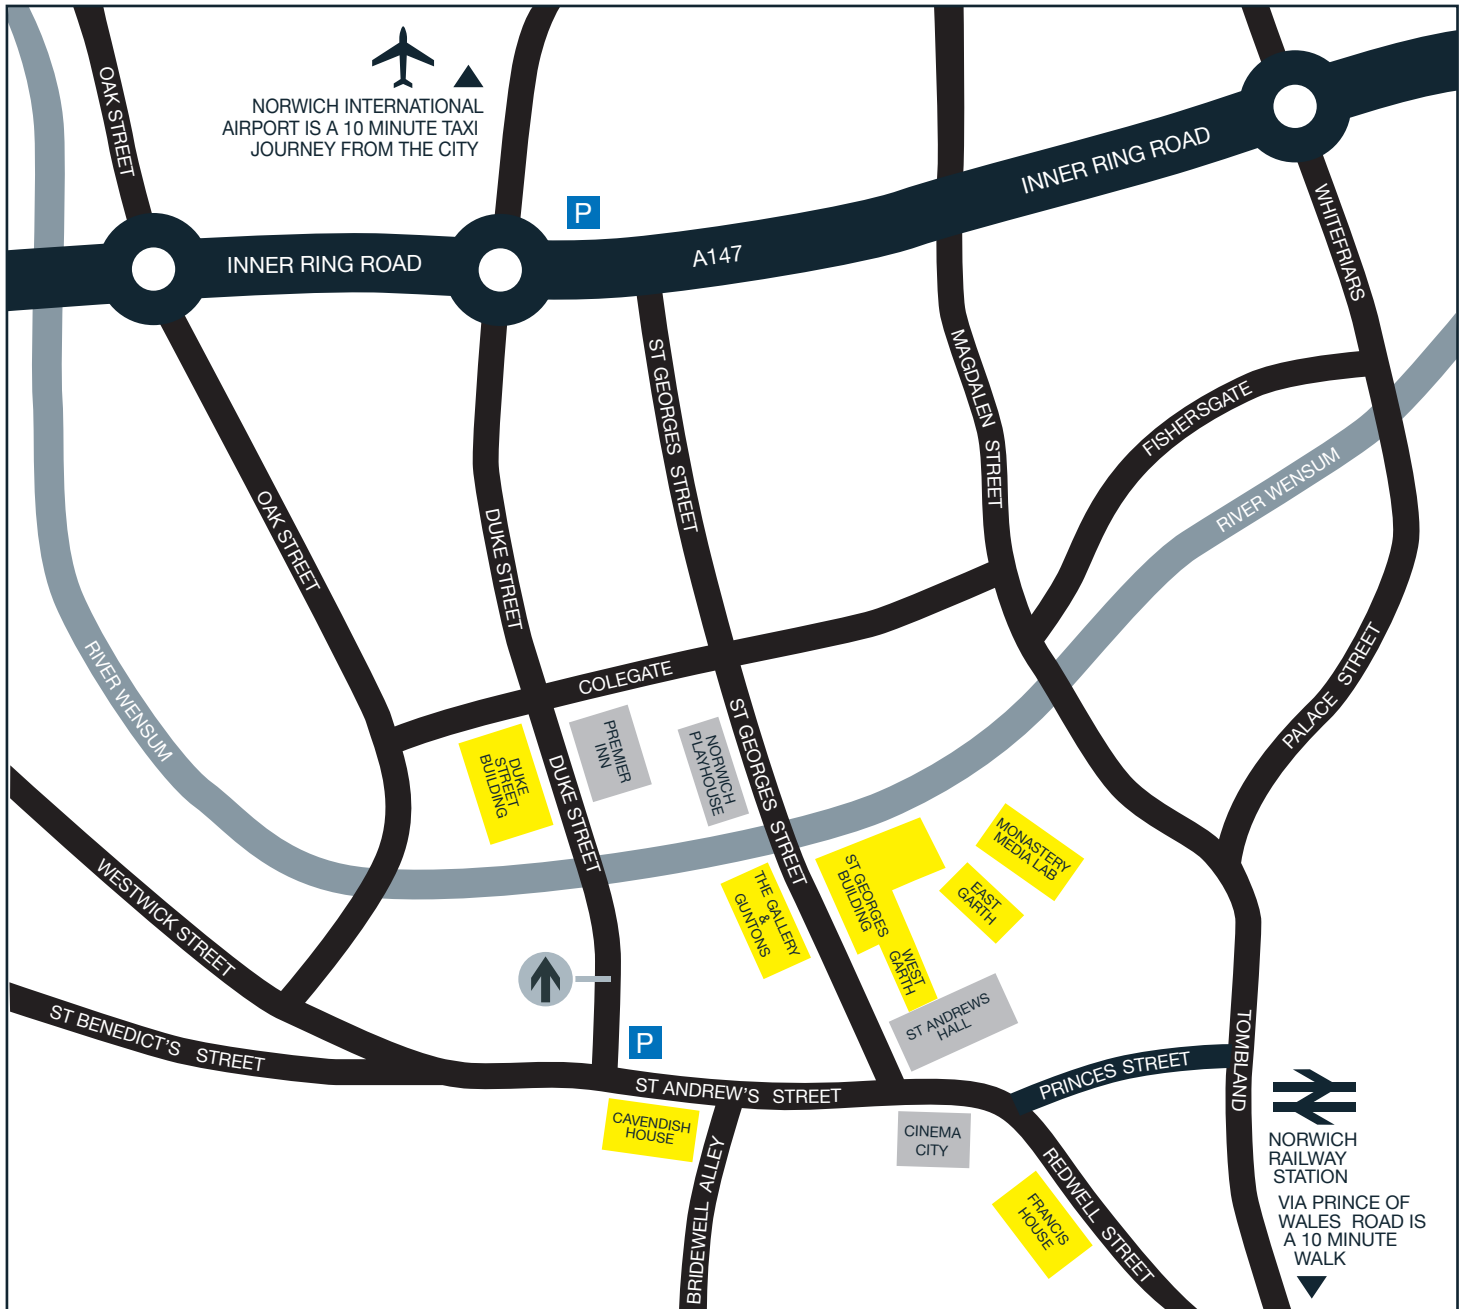 OAK STREET
NORWICH INTERNATIONAL
AIRPORT IS A 10 MINUTE TAXI
JOURNEY FROM THE CITY
P
INNER RING ROAD
A147
INNER RING ROAD
WHITEFRIARS
ST GEORGES STREET
MAGDALEN STREET
FISHERSGATE
RIVER WENSUM
OAK STREET
DUKE STREET
RIVER WENSUM
COLEGATE
PALACE STREET
DUKE
STREET
BUILDING
PREMIER
INN
NORWICH
PLAYHOUSE
ST GEORGES STREET
DUKE STREET
MONASTERY
MEDIA LAB
EAST
GARTH
ST GEORGES
BUILDING
THE GALLERY
&
GUNTONS
WEST
GARTH
WESTWICK STREET
ST ANDREWS
HALL
ST BENEDICT'S STREET
P
TOMBLAND
PRINCES STREET
ST ANDREW'S STREET
CAVENDISH
HOUSE
CINEMA
CITY
BRIDEWELL ALLEY
REDWELL STREET
FRANCIS
HOUSE
NORWICH
RAILWAY
STATION
VIA PRINCE OF
WALES ROAD IS
A 10 MINUTE
WALK